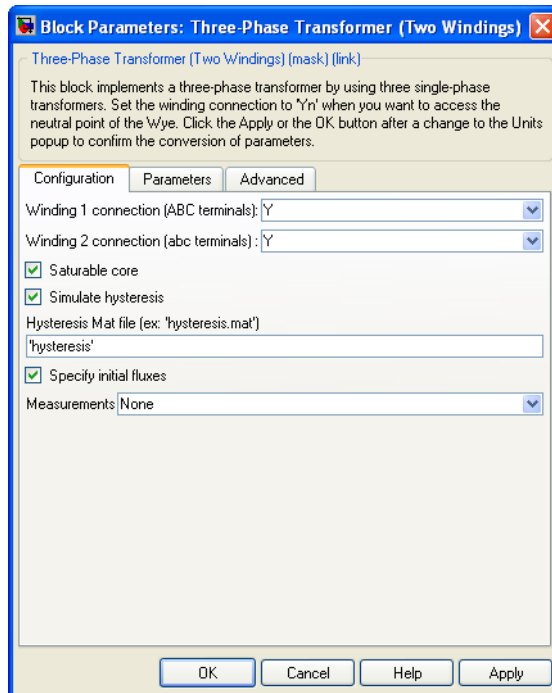 Block Parameters: Three-Phase Transformer (Two Windings)
Three-Phase Transformer (Two Windings) (mask) (link)
This block implements a three-phase transformer by using three single-phase
transformers. Set the winding connection to 'Yn' when you want to access the
neutral point of the Wye. Click the Apply or the OK button after a change to the Units
popup to confirm the conversion of parameters.
Configuration Parameters Advanced
Winding 1 connection (ABC terminals): Y
Winding 2 connection (abc terminals) : Y
Saturable core
Simulate hysteresis
Hysteresis Mat file (ex: 'hysteresis.mat')
'hysteresis'
Specify initial fluxes
Measurements None
OK Cancel Help Apply